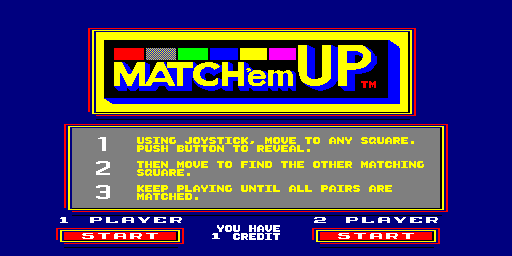 MATCH'em UP TM
1 USING JOYSTICK, MOVE TO ANY SQUARE.
PUSH BUTTON TO REVEAL.
2 THEN MOVE TO FIND THE OTHER MATCHING
SQUARE.
3 KEEP PLAYING UNTIL ALL PAIRS ARE
MATCHED.
1 PLAYER
START
YOU HAVE
1 CREDIT
2 PLAYER
START